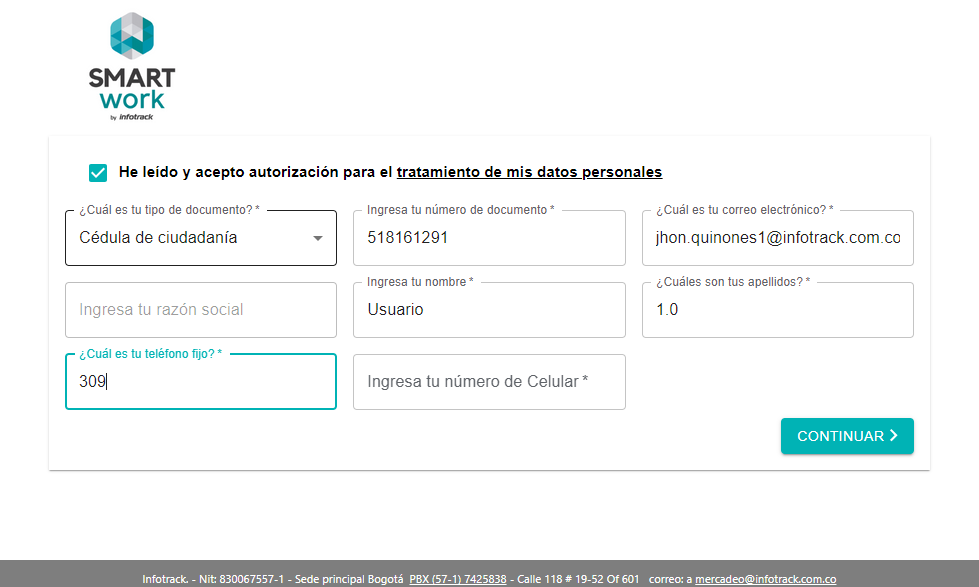 SMART
work
by infotrack
He leído y acepto autorización para el tratamiento de mis datos personales
¿Cuál es tu tipo de documento? *
Cédula de ciudadanía
Ingresa tu número de documento *
518161291
¿Cuál es tu correo electrónico? *
jhon.quinones1@infotrack.com.co
Ingresa tu razón social
Ingresa tu nombre *
Usuario
¿Cuáles son tus apellidos? *
1.0
¿Cuál es tu teléfono fijo? *
309
Ingresa tu número de Celular *
CONTINUAR
Infotrack. - Nit: 830067557-1 - Sede principal Bogotá PBX (57-1) 7425838 - Calle 118 # 19-52 Of 601 correo: a mercadeo@infotrack.com.co